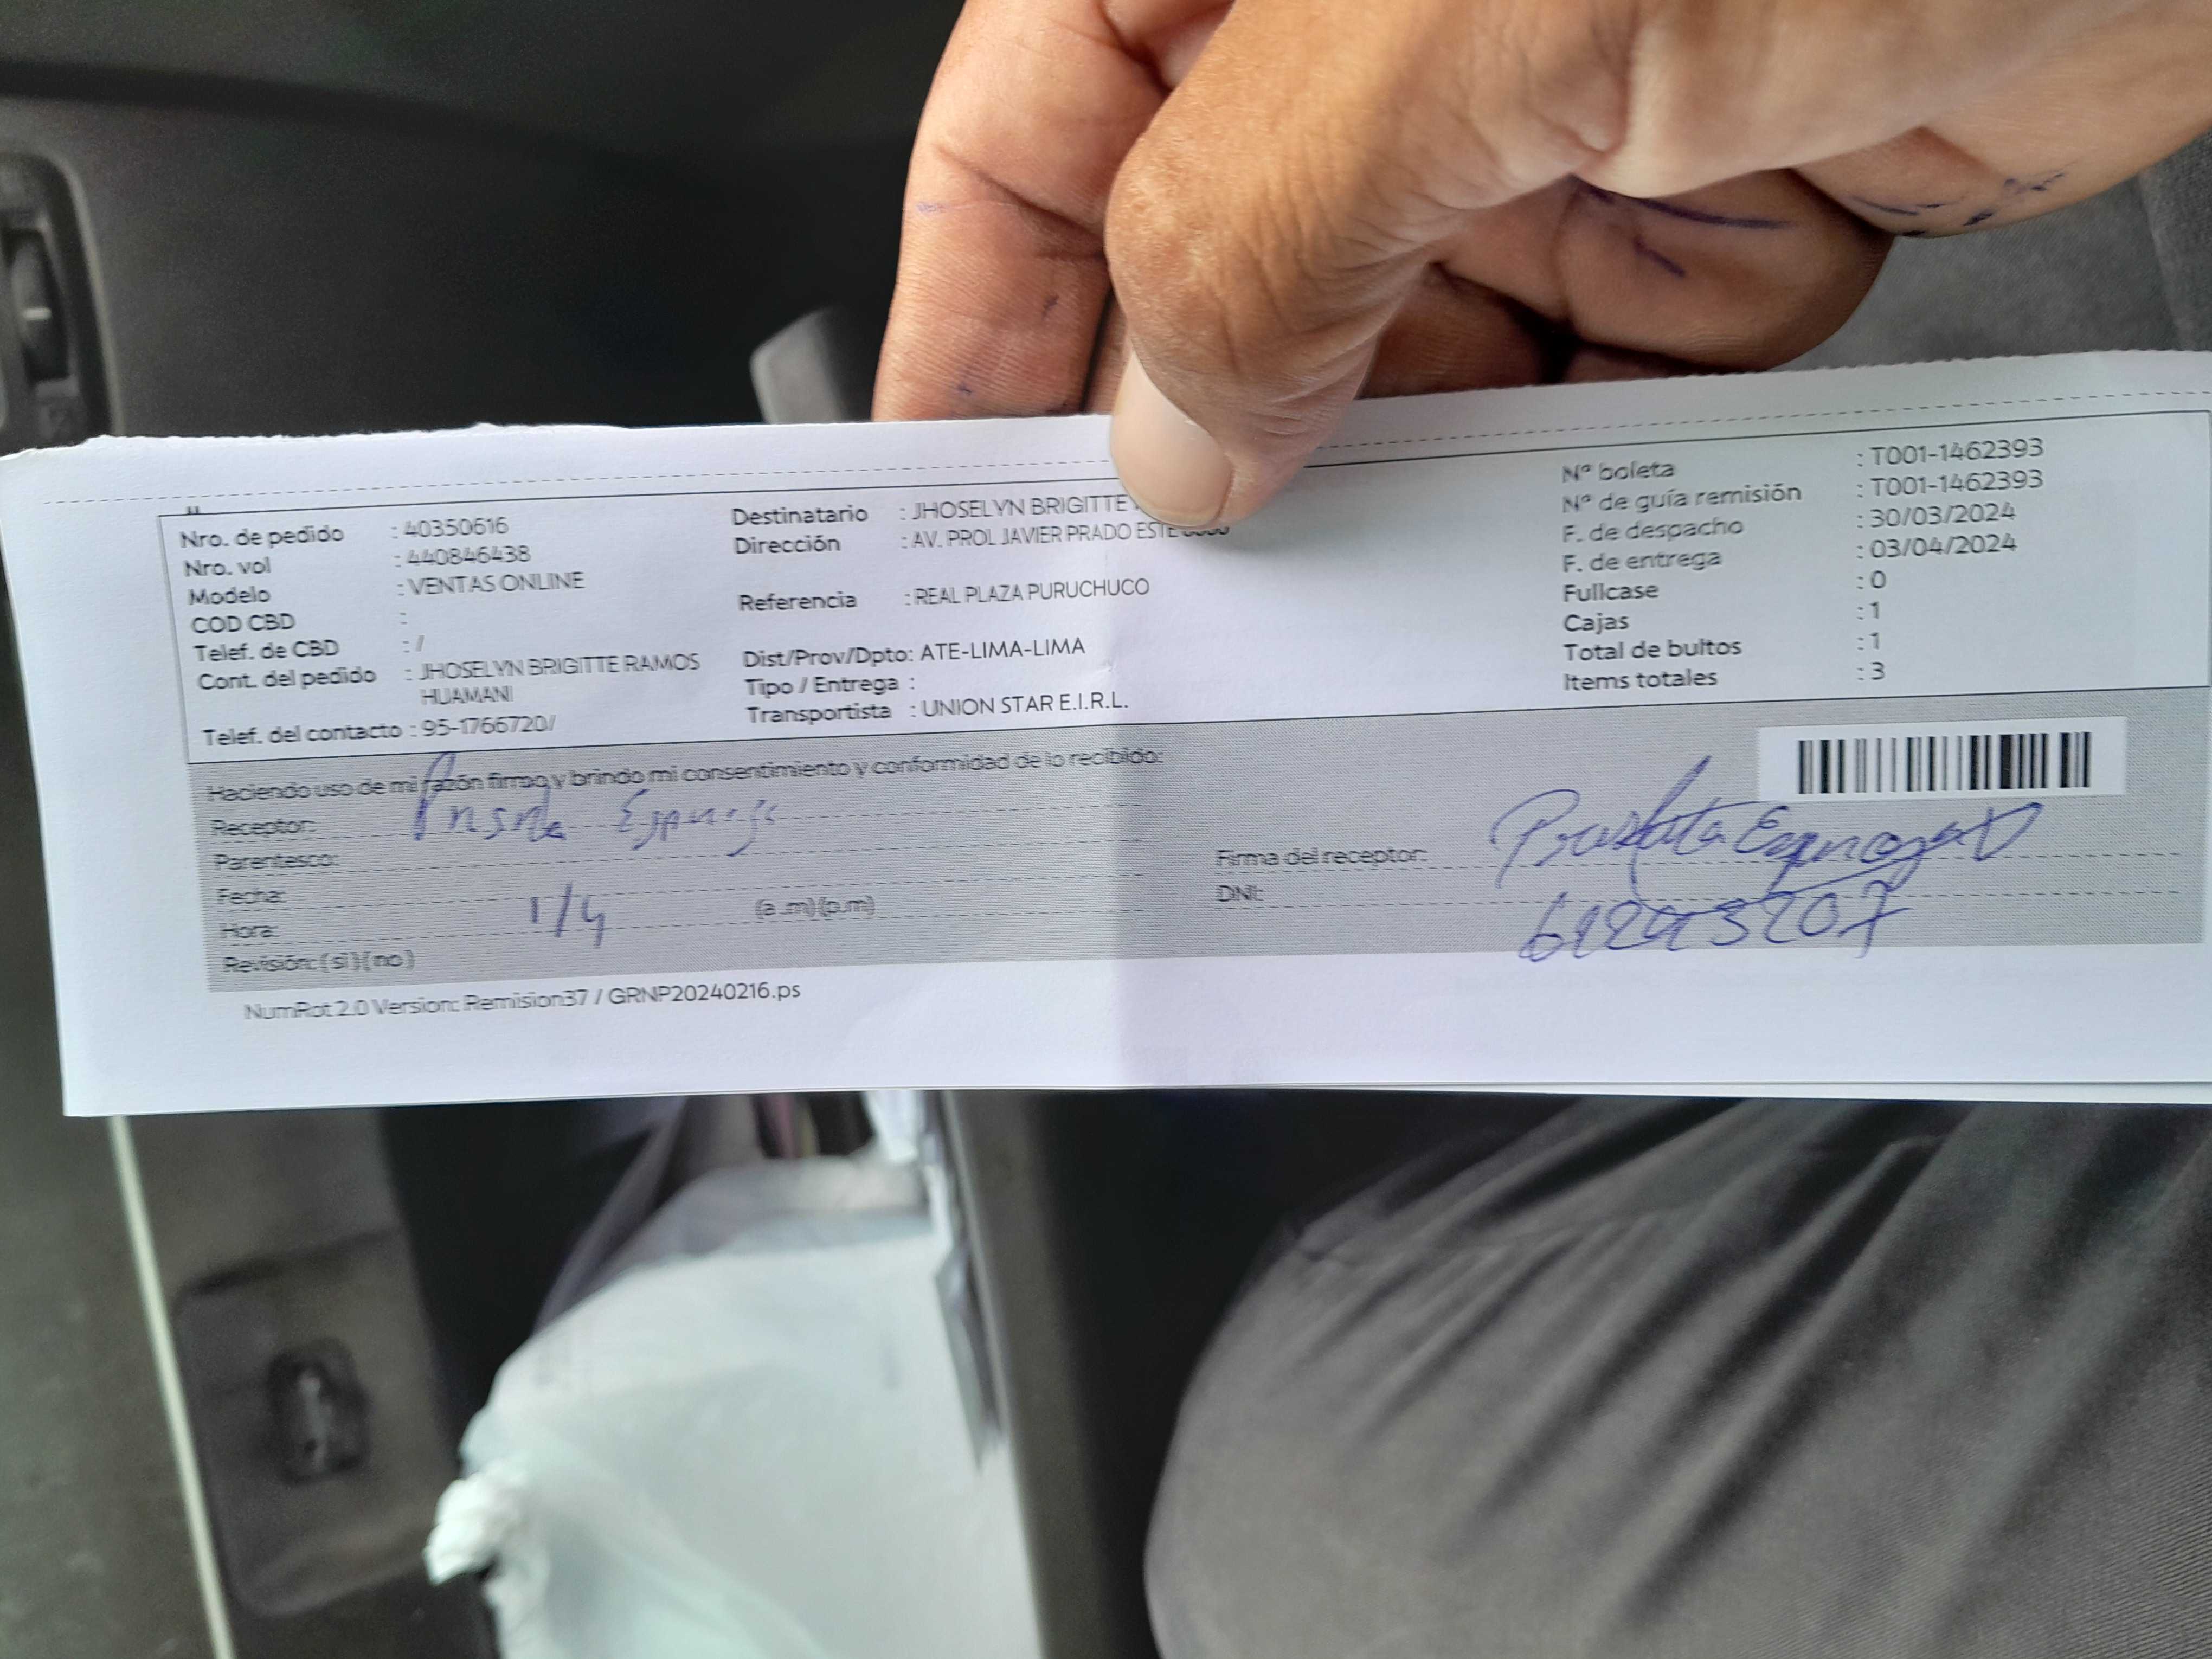 Nro. de pedido : 40350616
Nro. vol : 440846438
Modelo : VENTAS ONLINE
COD CBD :
Telef. de CBD : /
Cont. del pedido : JHOSELYN BRIGITTE RAMOS
HUAMANI
Telef. del contacto : 95-1766720/
Destinatario : JHOSELYN BRIGITTE
Dirección : AV. PROL JAVIER PRADO ESTE
Referencia : REAL PLAZA PURUCHUCO
Dist/Prov/Dpto: ATE-LIMA-LIMA
Tipo / Entrega :
Transportista : UNION STAR E.I.R.L.
Nº boleta : T001-1462393
Nº de guía remisión : T001-1462393
F. de despacho : 30/03/2024
F. de entrega : 03/04/2024
Fullcase : 0
Cajas : 1
Total de bultos : 1
Items totales : 3
Haciendo uso de mi razón firmo y brindo mi consentimiento y conformidad de lo recibido:
Receptor:
Parentesco:
Fecha: 1/4
Hora: (a.m)(p.m)
Revisión: (si)(no)
Firma del receptor:
DNI:
NumRot 2.0 Version: Remision37 / GRNP20240216.ps